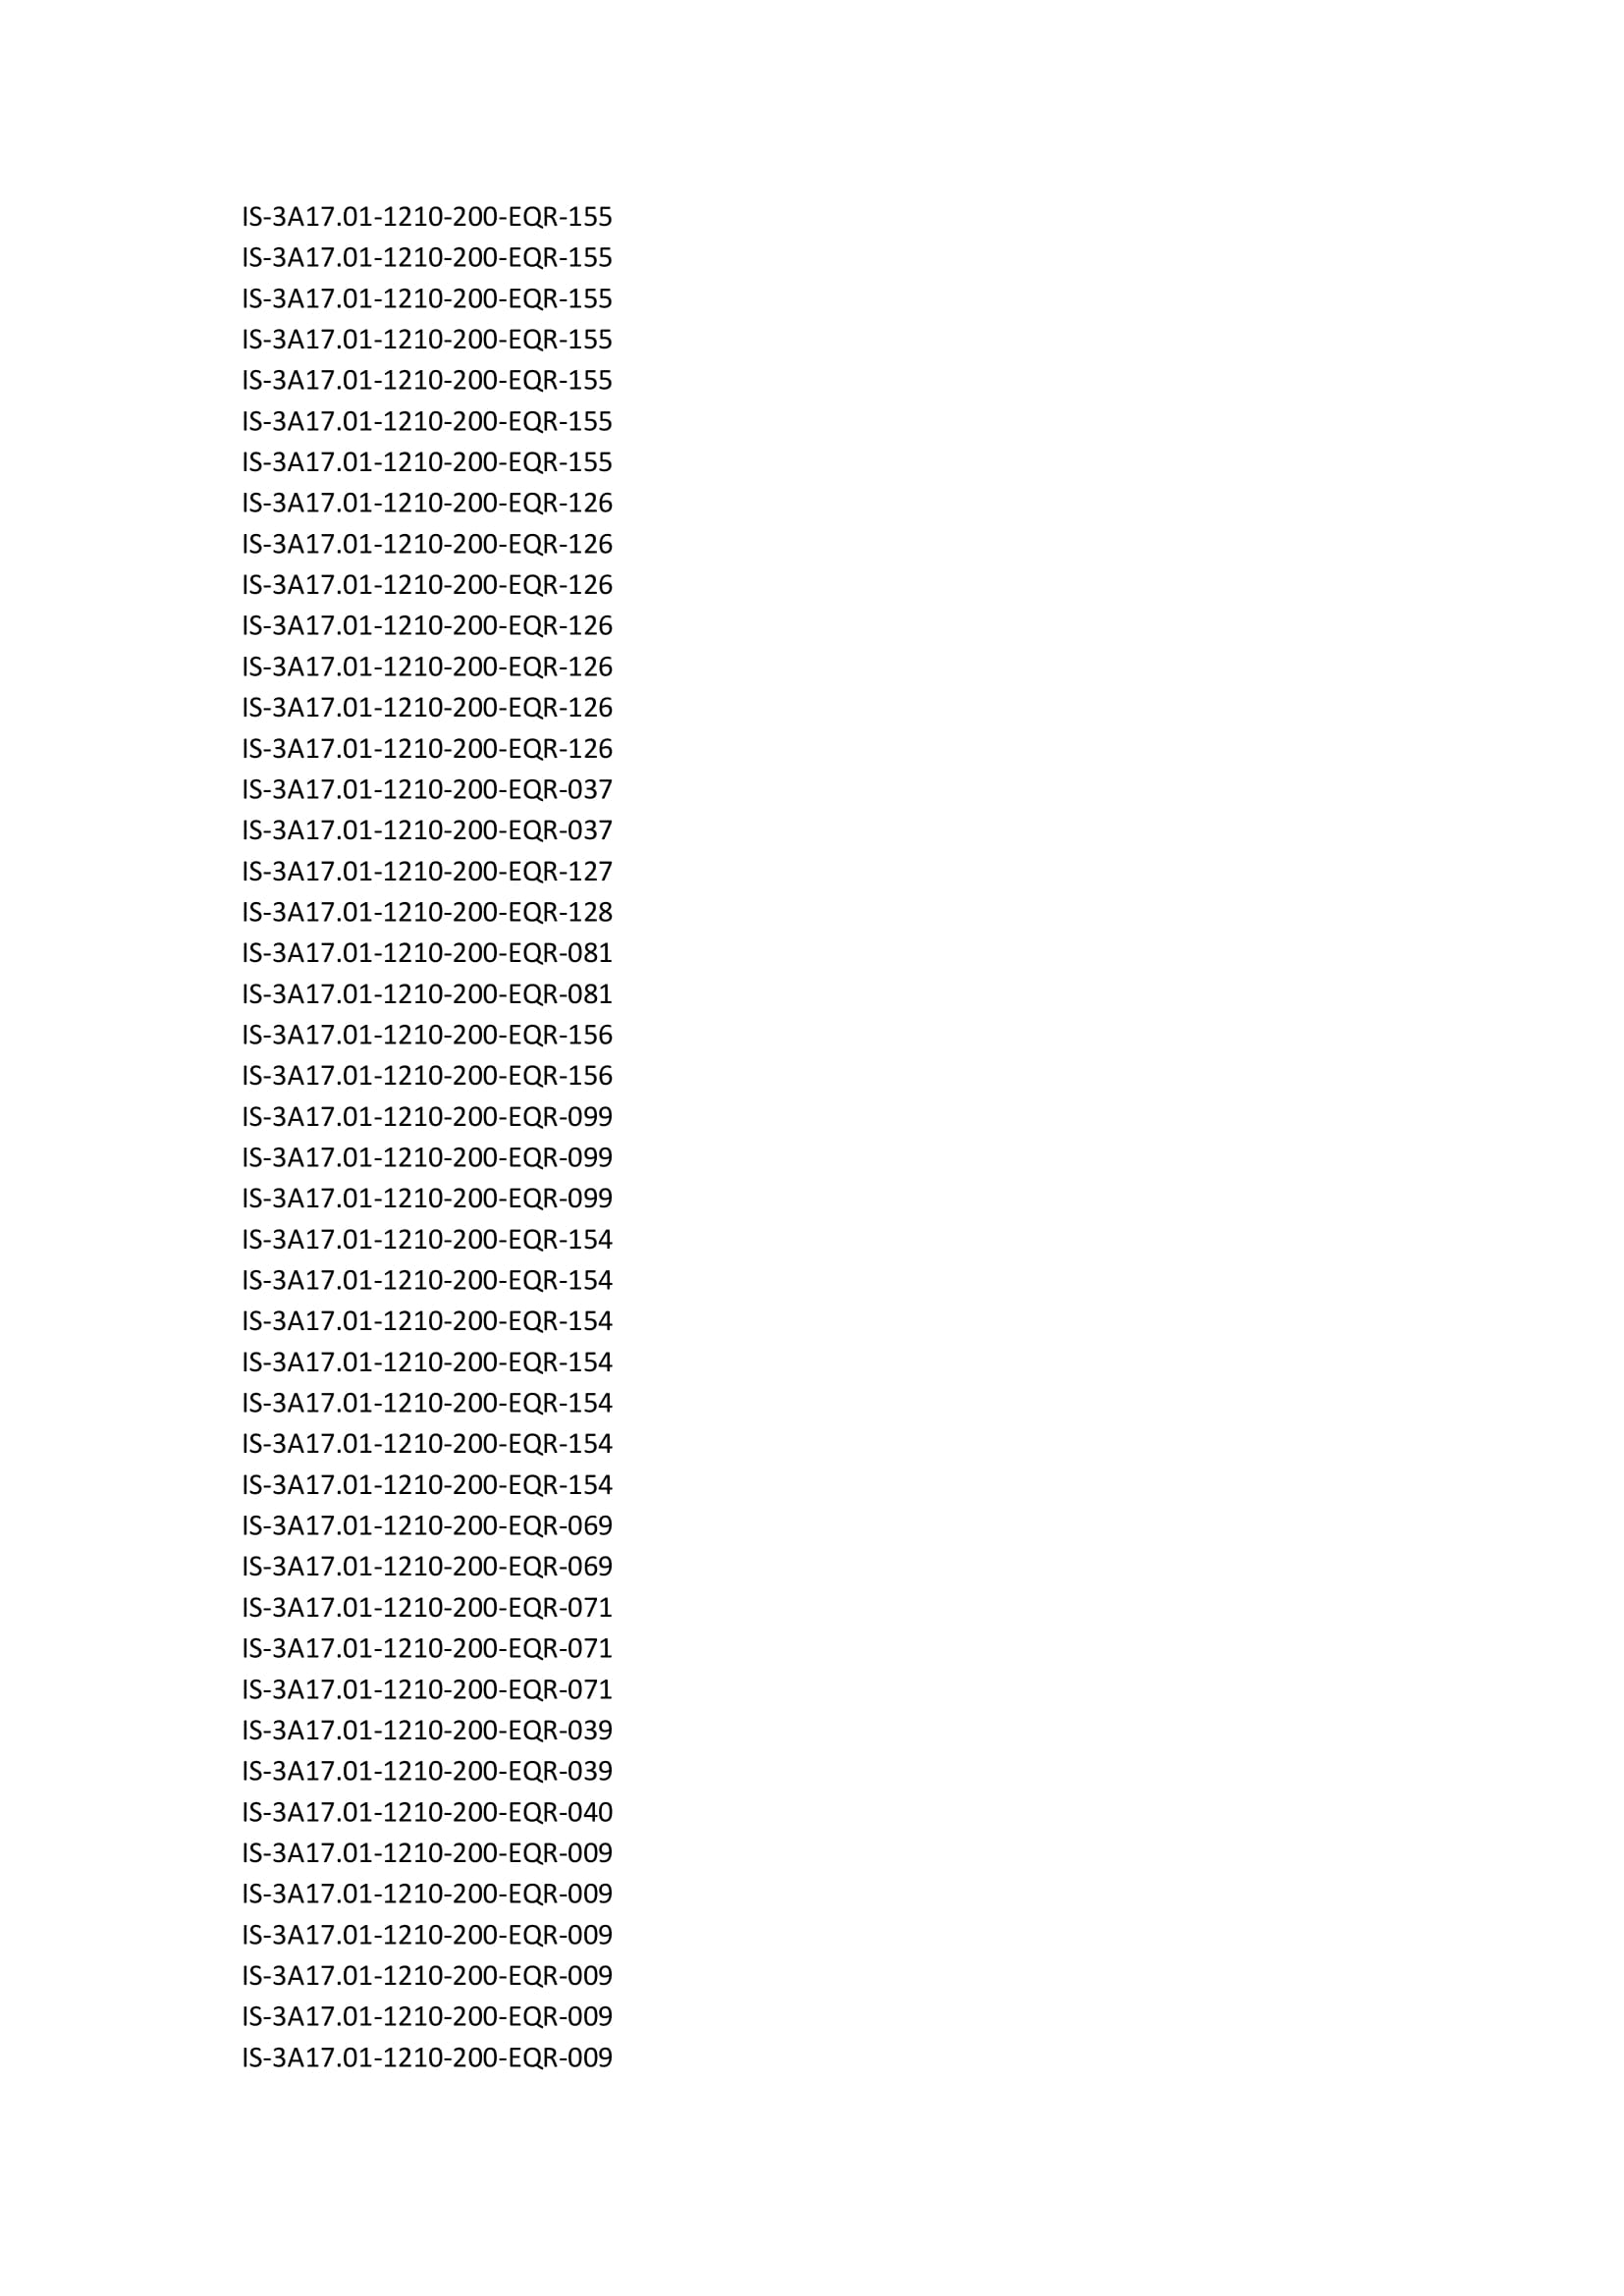 IS-3A17.01-1210-200-EQR-155
IS-3A17.01-1210-200-EQR-155
IS-3A17.01-1210-200-EQR-155
IS-3A17.01-1210-200-EQR-155
IS-3A17.01-1210-200-EQR-155
IS-3A17.01-1210-200-EQR-155
IS-3A17.01-1210-200-EQR-155
IS-3A17.01-1210-200-EQR-126
IS-3A17.01-1210-200-EQR-126
IS-3A17.01-1210-200-EQR-126
IS-3A17.01-1210-200-EQR-126
IS-3A17.01-1210-200-EQR-126
IS-3A17.01-1210-200-EQR-126
IS-3A17.01-1210-200-EQR-126
IS-3A17.01-1210-200-EQR-037
IS-3A17.01-1210-200-EQR-037
IS-3A17.01-1210-200-EQR-127
IS-3A17.01-1210-200-EQR-128
IS-3A17.01-1210-200-EQR-081
IS-3A17.01-1210-200-EQR-081
IS-3A17.01-1210-200-EQR-156
IS-3A17.01-1210-200-EQR-156
IS-3A17.01-1210-200-EQR-099
IS-3A17.01-1210-200-EQR-099
IS-3A17.01-1210-200-EQR-099
IS-3A17.01-1210-200-EQR-154
IS-3A17.01-1210-200-EQR-154
IS-3A17.01-1210-200-EQR-154
IS-3A17.01-1210-200-EQR-154
IS-3A17.01-1210-200-EQR-154
IS-3A17.01-1210-200-EQR-154
IS-3A17.01-1210-200-EQR-154
IS-3A17.01-1210-200-EQR-069
IS-3A17.01-1210-200-EQR-069
IS-3A17.01-1210-200-EQR-071
IS-3A17.01-1210-200-EQR-071
IS-3A17.01-1210-200-EQR-071
IS-3A17.01-1210-200-EQR-039
IS-3A17.01-1210-200-EQR-039
IS-3A17.01-1210-200-EQR-040
IS-3A17.01-1210-200-EQR-009
IS-3A17.01-1210-200-EQR-009
IS-3A17.01-1210-200-EQR-009
IS-3A17.01-1210-200-EQR-009
IS-3A17.01-1210-200-EQR-009
IS-3A17.01-1210-200-EQR-009